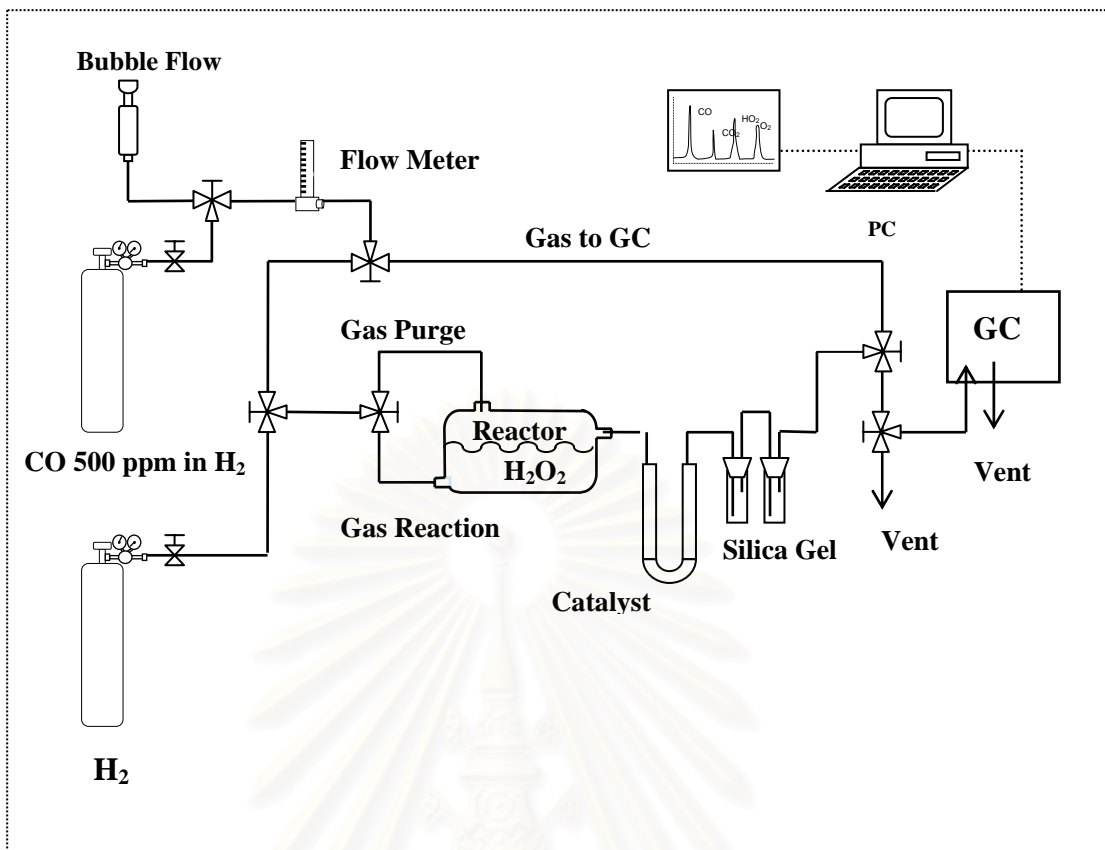 Bubble Flow
CO
CO₂
HO₂
O₂
Flow Meter
PC
Gas to GC
GC
Gas Purge
Reactor
H₂O₂
CO 500 ppm in H₂
Vent
Gas Reaction
Silica Gel
Vent
Catalyst
H₂